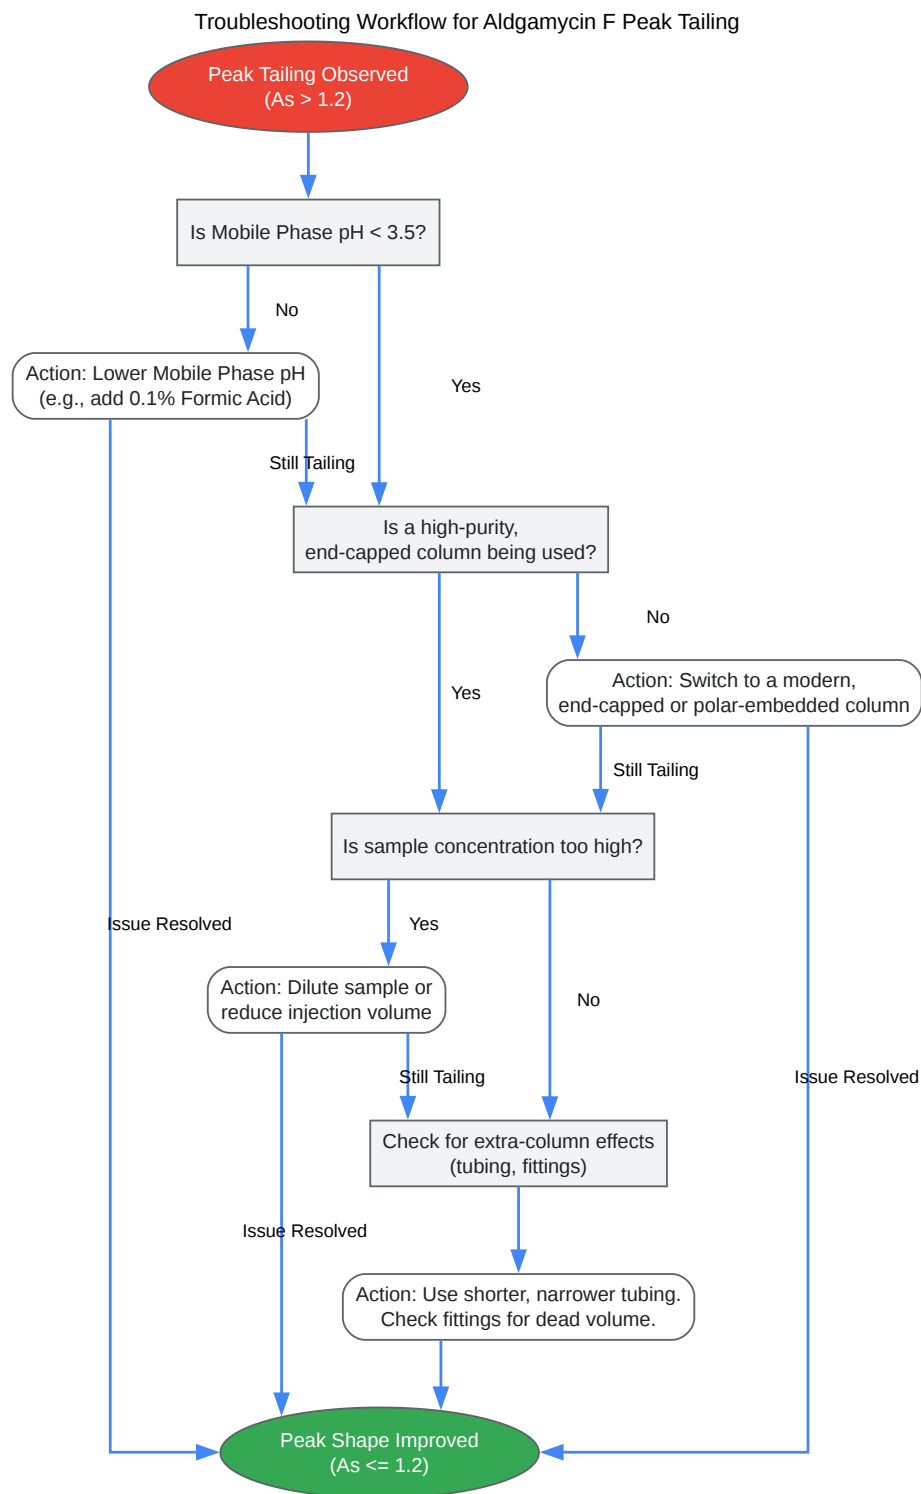 Troubleshooting Workflow for Aldgamycin F Peak Tailing
Peak Tailing Observed
(As > 1.2)
Is Mobile Phase pH < 3.5?
No
Action: Lower Mobile Phase pH
(e.g., add 0.1% Formic Acid)
Yes
Still Tailing
Is a high-purity,
end-capped column being used?
No
Action: Switch to a modern,
end-capped or polar-embedded column
Yes
Still Tailing
Is sample concentration too high?
Issue Resolved
Yes
Action: Dilute sample or
reduce injection volume
No
Still Tailing
Issue Resolved
Check for extra-column effects
(tubing, fittings)
Issue Resolved
Action: Use shorter, narrower tubing.
Check fittings for dead volume.
Peak Shape Improved
(As <= 1.2)